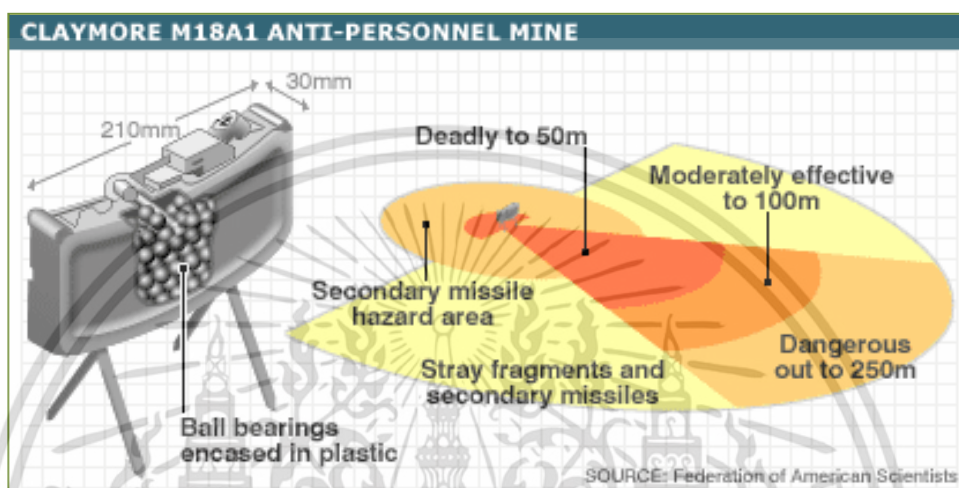 CLAYMORE M18A1 ANTI-PERSONNEL MINE
30mm
210mm
Deadly to 50m
Moderately effective
to 100m
Secondary missile
hazard area
Dangerous
out to 250m
Stray fragments and
secondary missiles
Ball bearings
encased in plastic
SOURCE: Federation of American Scientists